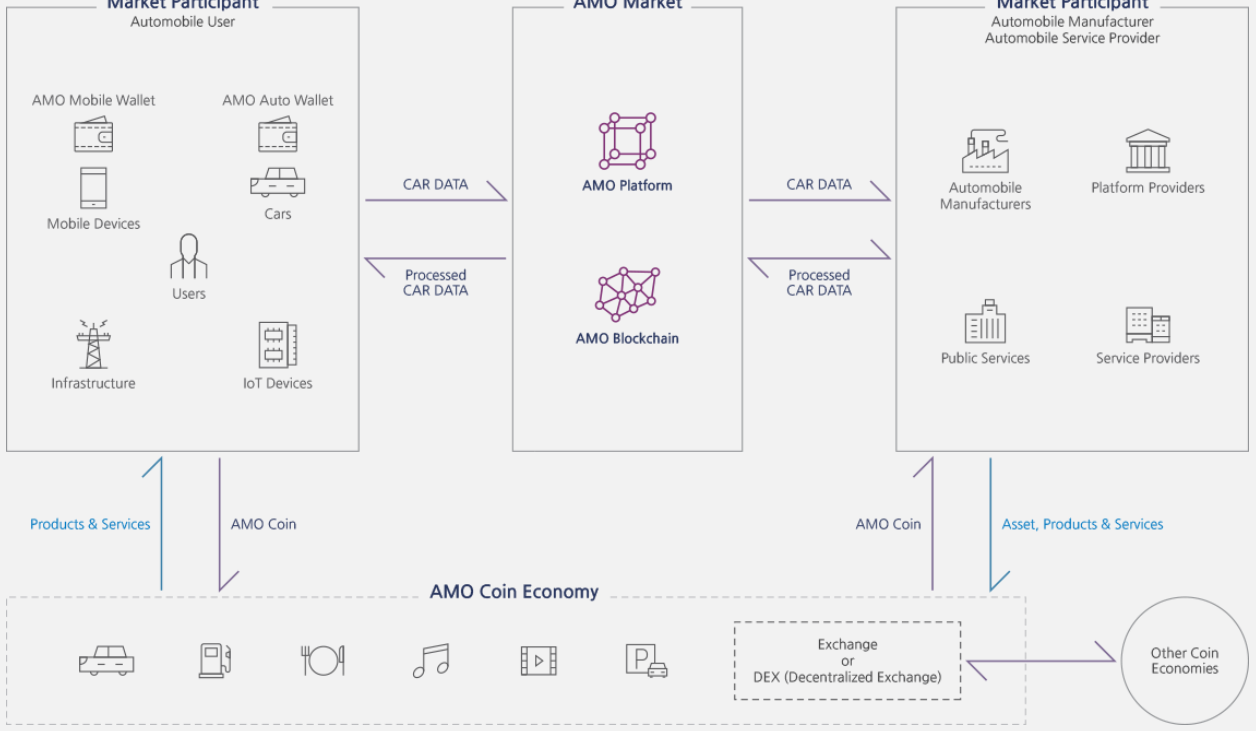 Market Participant
Automobile User
AMO Mobile Wallet
AMO Auto Wallet
Mobile Devices
Cars
Users
Infrastructure
IoT Devices
CAR DATA
Processed
CAR DATA
AMO Market
AMO Platform
AMO Blockchain
CAR DATA
Processed
CAR DATA
Market Participant
Automobile Manufacturer
Automobile Service Provider
Automobile
Manufacturers
Platform Providers
Public Services
Service Providers
Products & Services
AMO Coin
AMO Coin
Asset, Products & Services
AMO Coin Economy
P
Exchange
or
DEX (Decentralized Exchange)
Other Coin
Economies